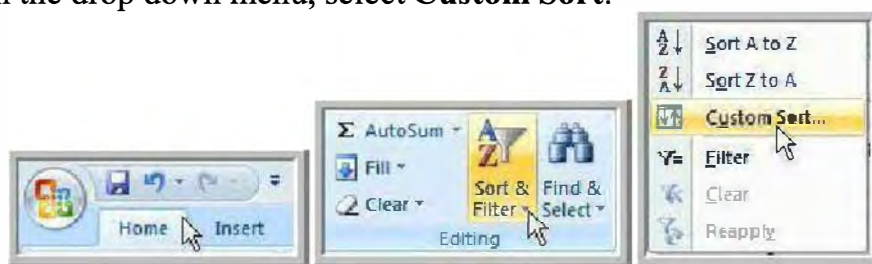 the drop down menu, select Custom Sort.
Home Insert
Σ AutoSum
Fill
Clear
Sort & Filter
Find & Select
Editing
Sort A to Z
Sort Z to A
Custom Sort...
Filter
Clear
Reapply